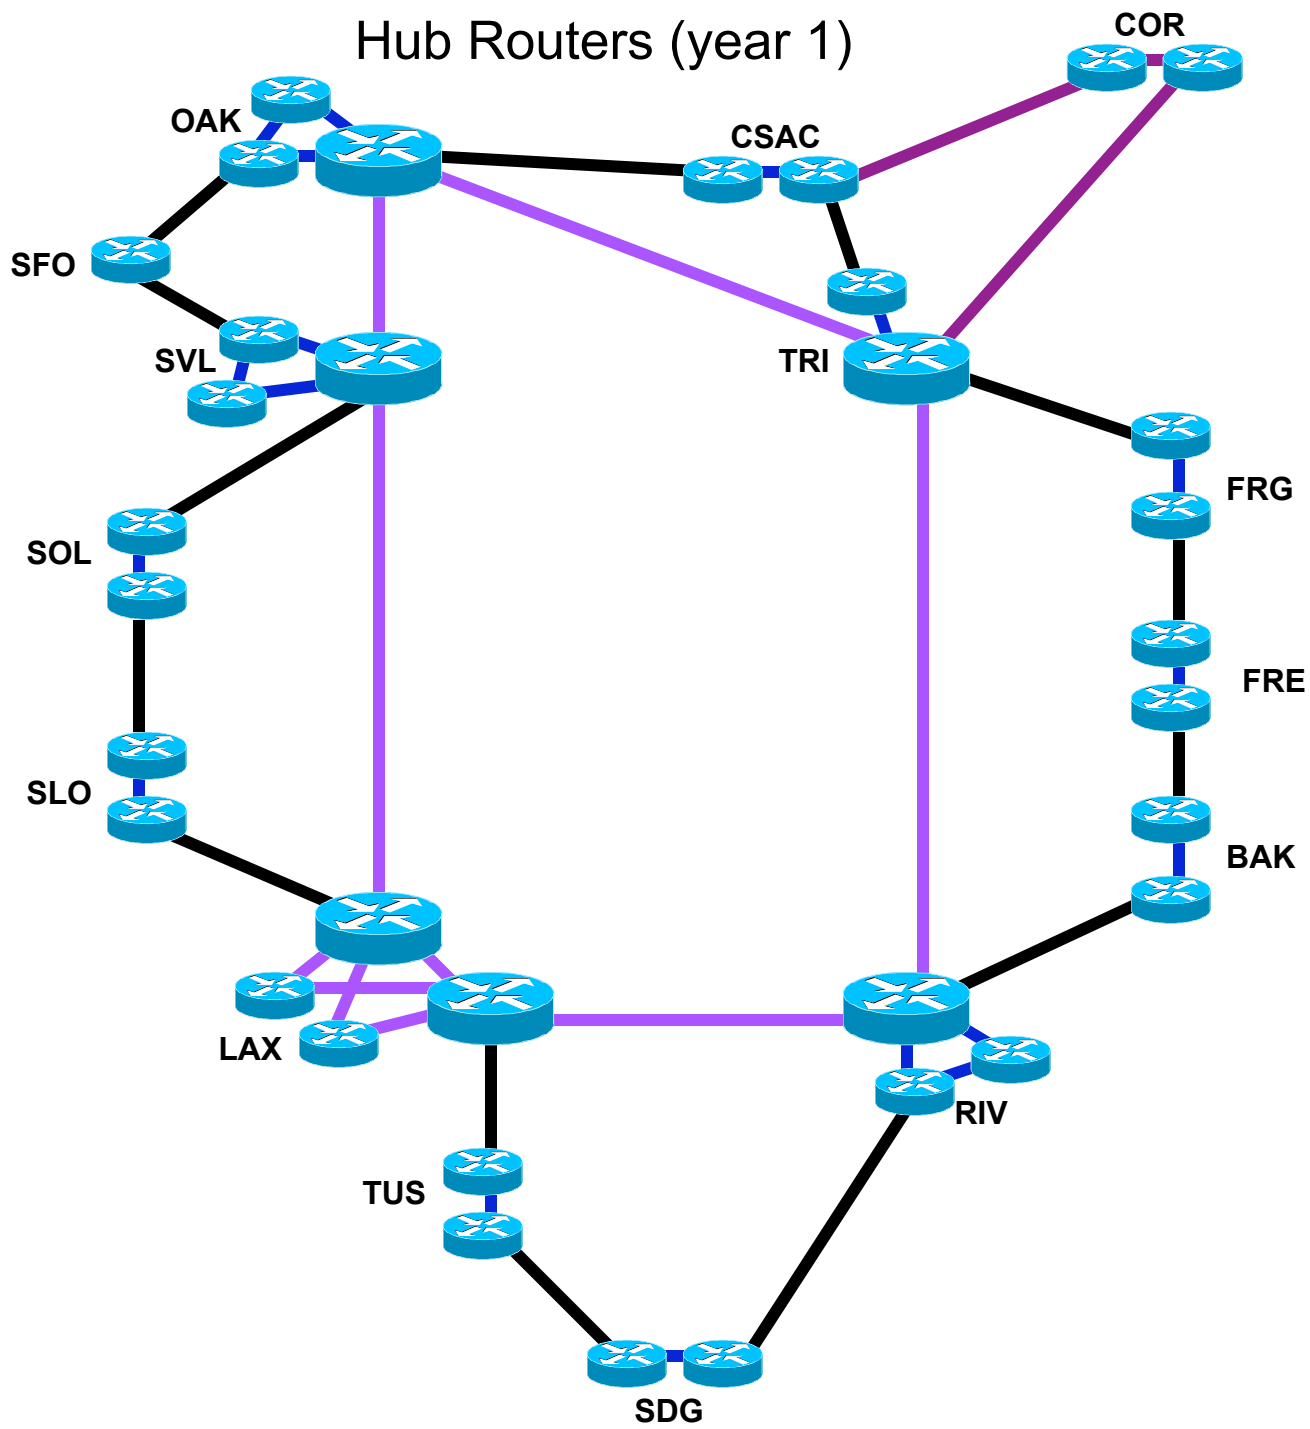 Hub Routers (year 1)
COR
OAK
CSAC
SFO
SVL
TRI
FRG
SOL
FRE
SLO
BAK
LAX
RIV
TUS
SDG